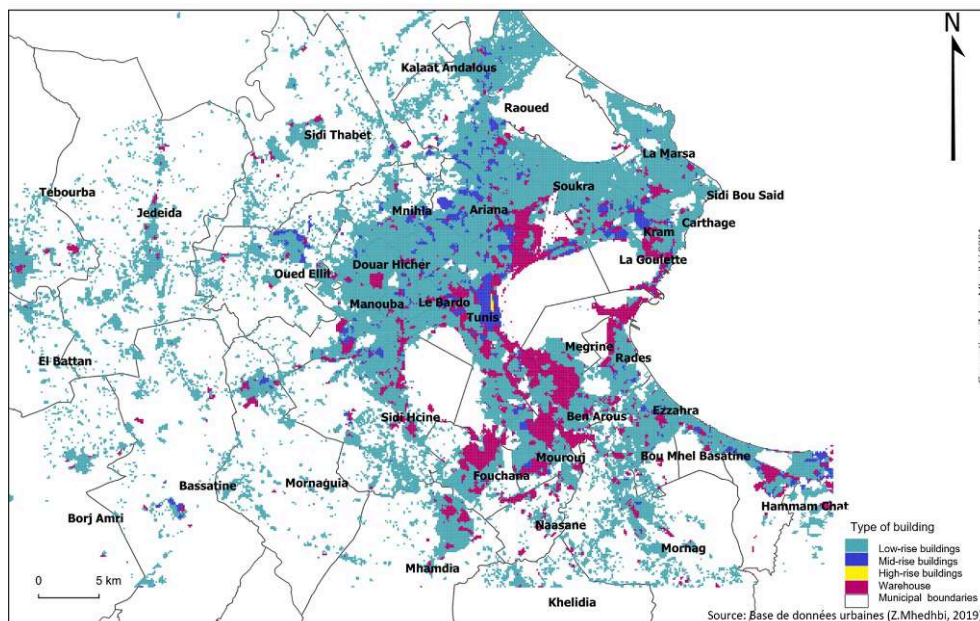 N
Kalaat Andalous
Raoued
Sidi Thabet
La Marsa
Tebourba
Jedeida
Soukra
Sidi Bou Said
Mnihla
Ariana
Carthage
Kram
Douar Hicher
La Goulette
Oued Ellil
Manouba
Le Bardo
Tunis
Megrine
Rades
El Battan
Sidi Hcine
Ben Arous
Ezzahra
Mourouj
Bou Mhel Basatine
Fouchana
Bassatine
Mornaguia
Hammam Chat
Borj Amri
Naasane
Mornag
Mhamdia
Khelidia
0 5 km
Type of building
Low-rise buildings
Mid-rise buildings
High-rise buildings
Warehouse
Municipal boundaries
Source: Base de données urbaines (Z.Mhedhbi, 2019)